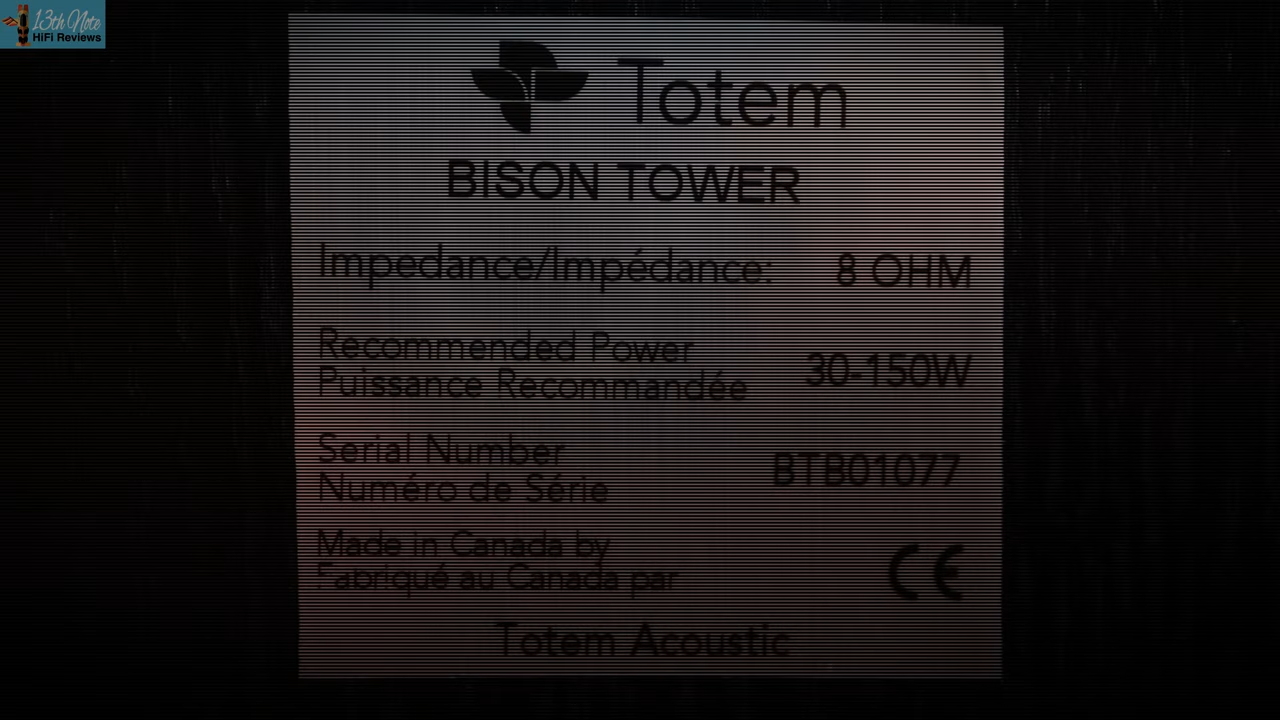 13th Note
HiFi Reviews
Totem
BISON TOWER
Impedance/Impédance: 8 OHM
Recommended Power
Puissance Recommandée 30-150W
Serial Number
Numéro de Série BTB01077
Made in Canada by
Fabriqué au Canada par CE
Totem Acoustic